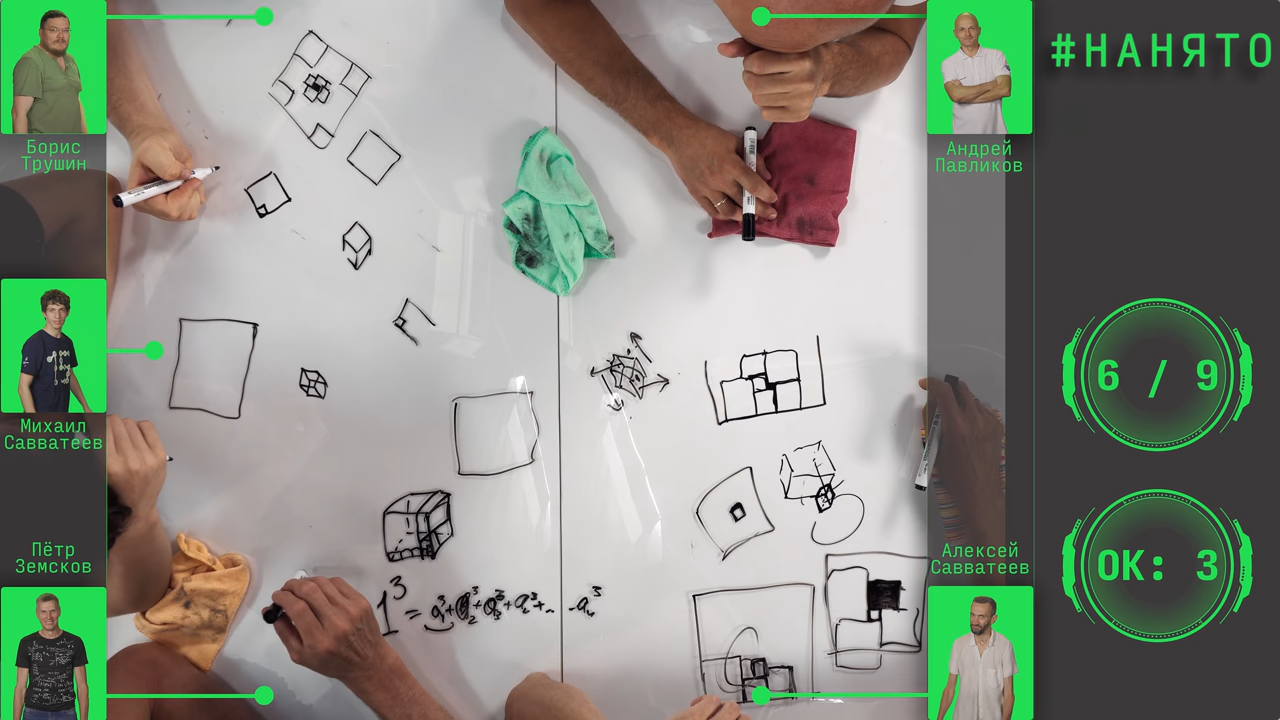 #НАНЯТО
Борис
Трушин
Андрей
Павликов
Михаил
Савватеев
6 / 9
Пётр
Земсков
Алексей
Савватеев
OK: 3